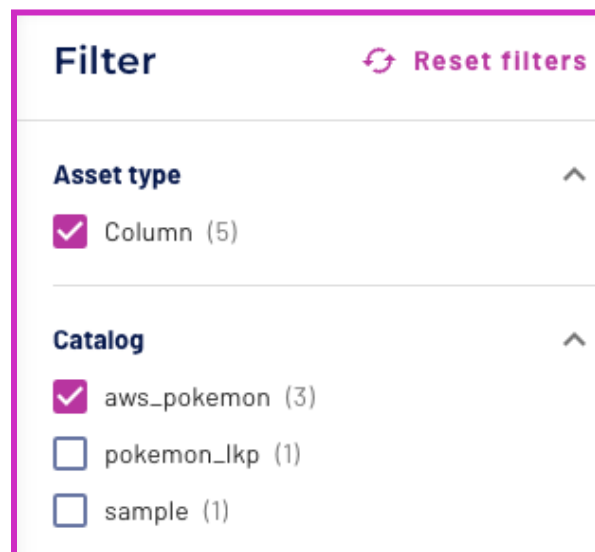 Filter
Reset filters
Asset type
Column (5)
Catalog
aws_pokemon (3)
pokemon_lkp (1)
sample (1)